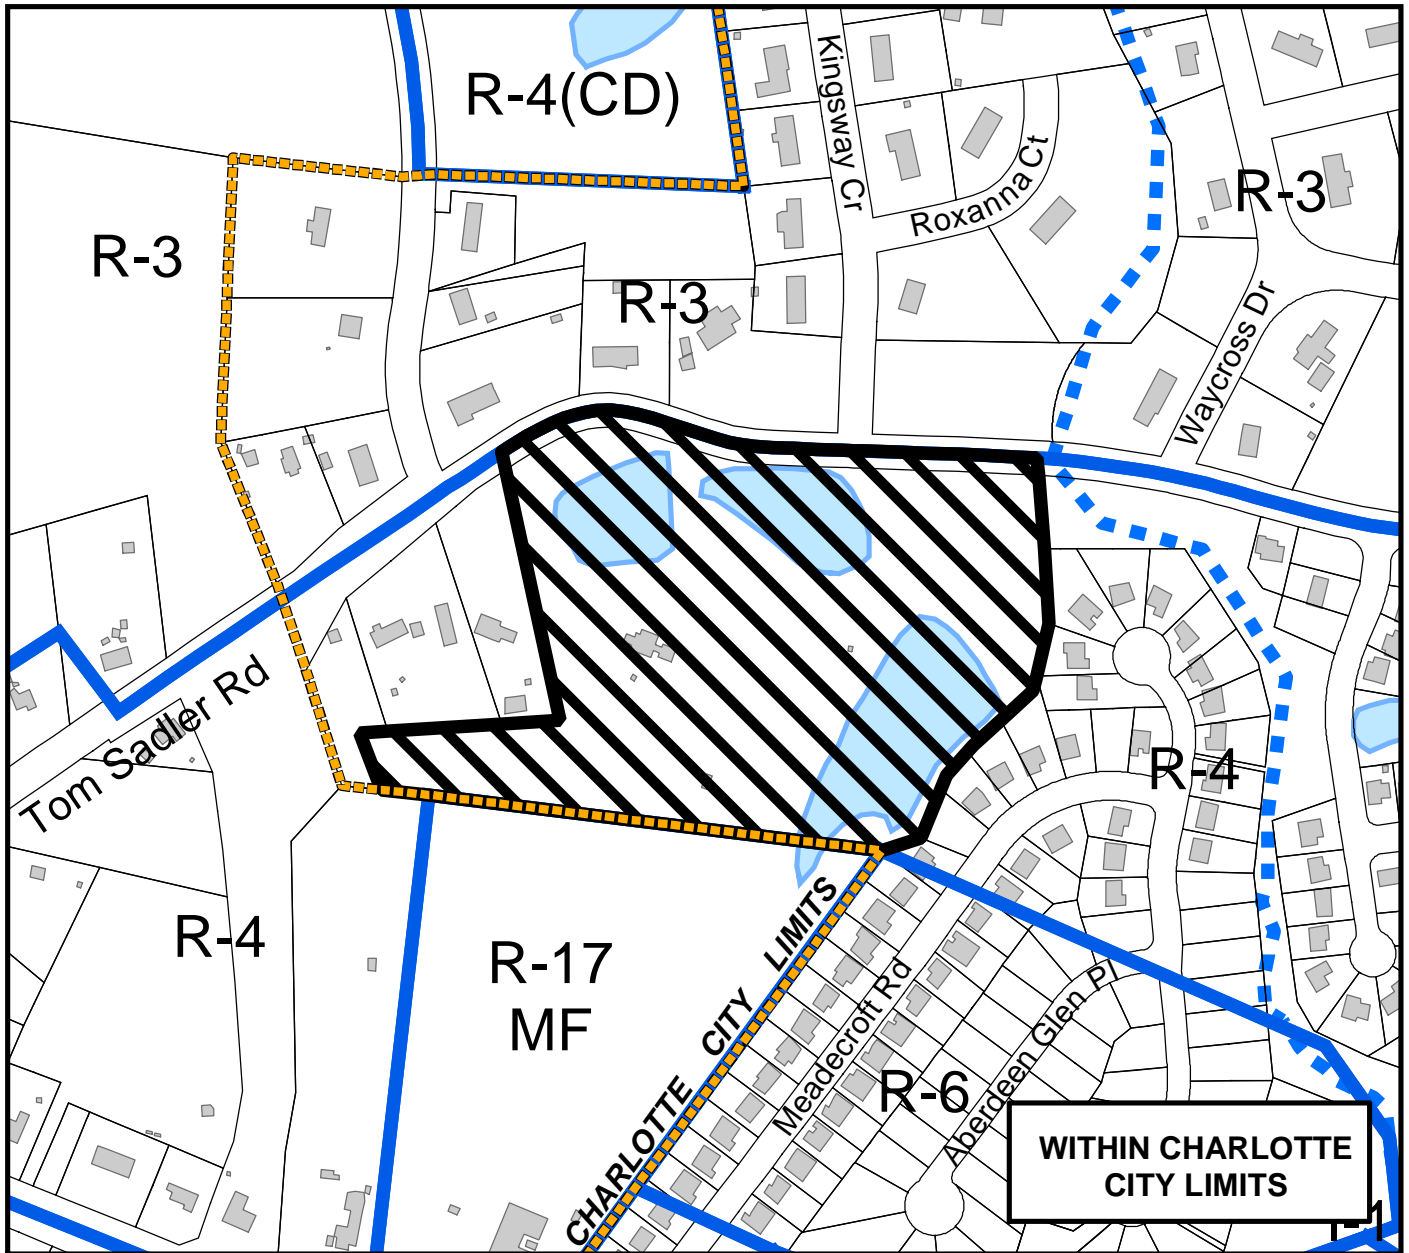 R-4(CD)
Kingsway Cr
Roxanna Ct
R-3
R-3
R-3
Waycross Dr
Tom Sadler Rd
R-4
R-4
R-17
MF
CHARLOTTE CITY LIMITS
Meadecroft Rd
R-6
Aberdeen Glen Pl
WITHIN CHARLOTTE
CITY LIMITS
I-1